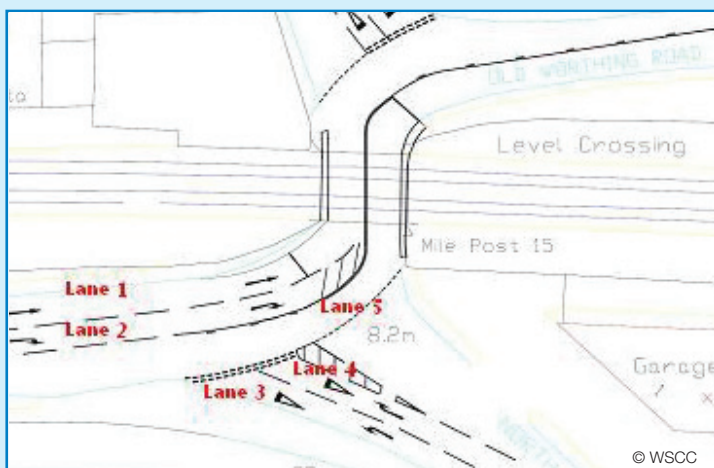 OLD WORTHING ROAD
ta
Level Crossing
Mile Post 15
Lane 1
Lane 5
Lane 2
8.2m
Lane 4
Garage
Lane 3
© WSCC